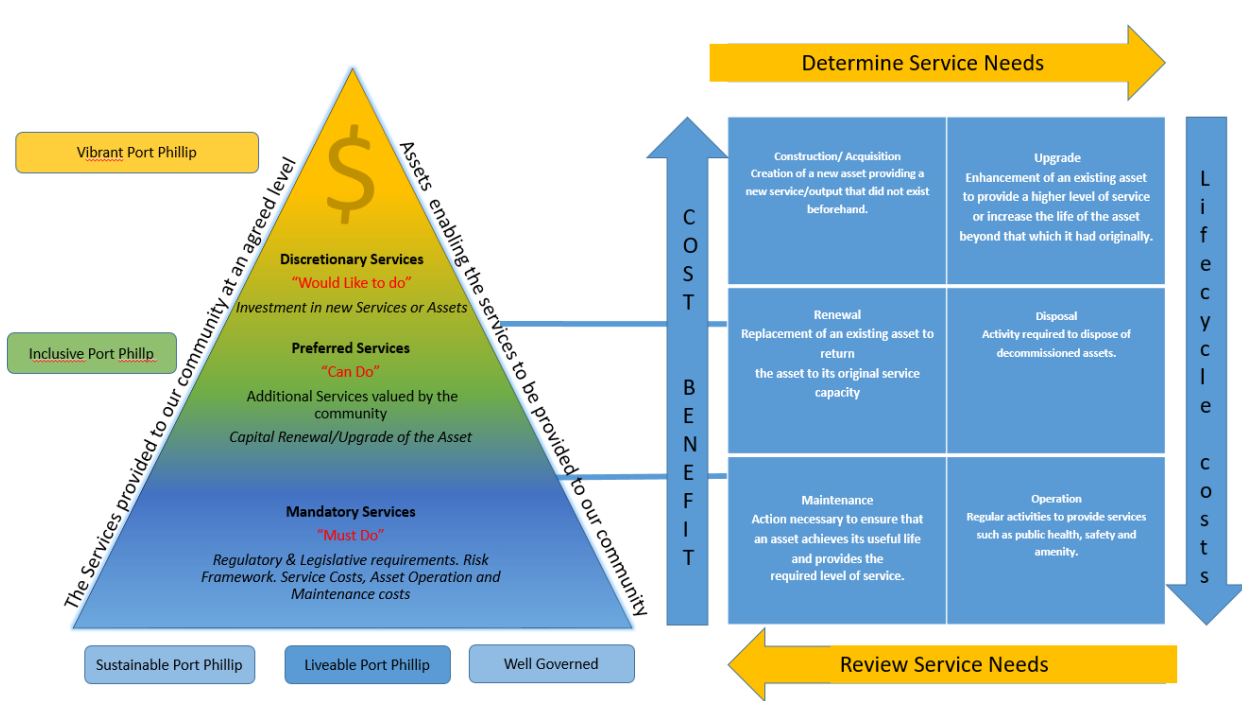 Determine Service Needs
Vibrant Port Phillip
$
The Services provided to our community at an agreed level
Assets enabling the services to be provided to our community
Discretionary Services
“Would Like to do”
Investment in new Services or Assets
Inclusive Port Phillp
Preferred Services
“Can Do”
Additional Services valued by the
community
Capital Renewal/Upgrade of the Asset
Mandatory Services
“Must Do”
Regulatory & Legislative requirements. Risk
Framework. Service Costs, Asset Operation and
Maintenance costs
Sustainable Port Phillip
Liveable Port Phillip
Well Governed
COST BENEFIT
Construction/ Acquisition
Creation of a new asset providing a
new service/output that did not exist
beforehand.
Upgrade
Enhancement of an existing asset
to provide a higher level of service
or increase the life of the asset
beyond that which it had originally.
Renewal
Replacement of an existing asset to
return
the asset to its original service
capacity
Disposal
Activity required to dispose of
decommissioned assets.
Maintenance
Action necessary to ensure that
an asset achieves its useful life
and provides the
required level of service.
Operation
Regular activities to provide services
such as public health, safety and
amenity.
Lifecycle costs
Review Service Needs